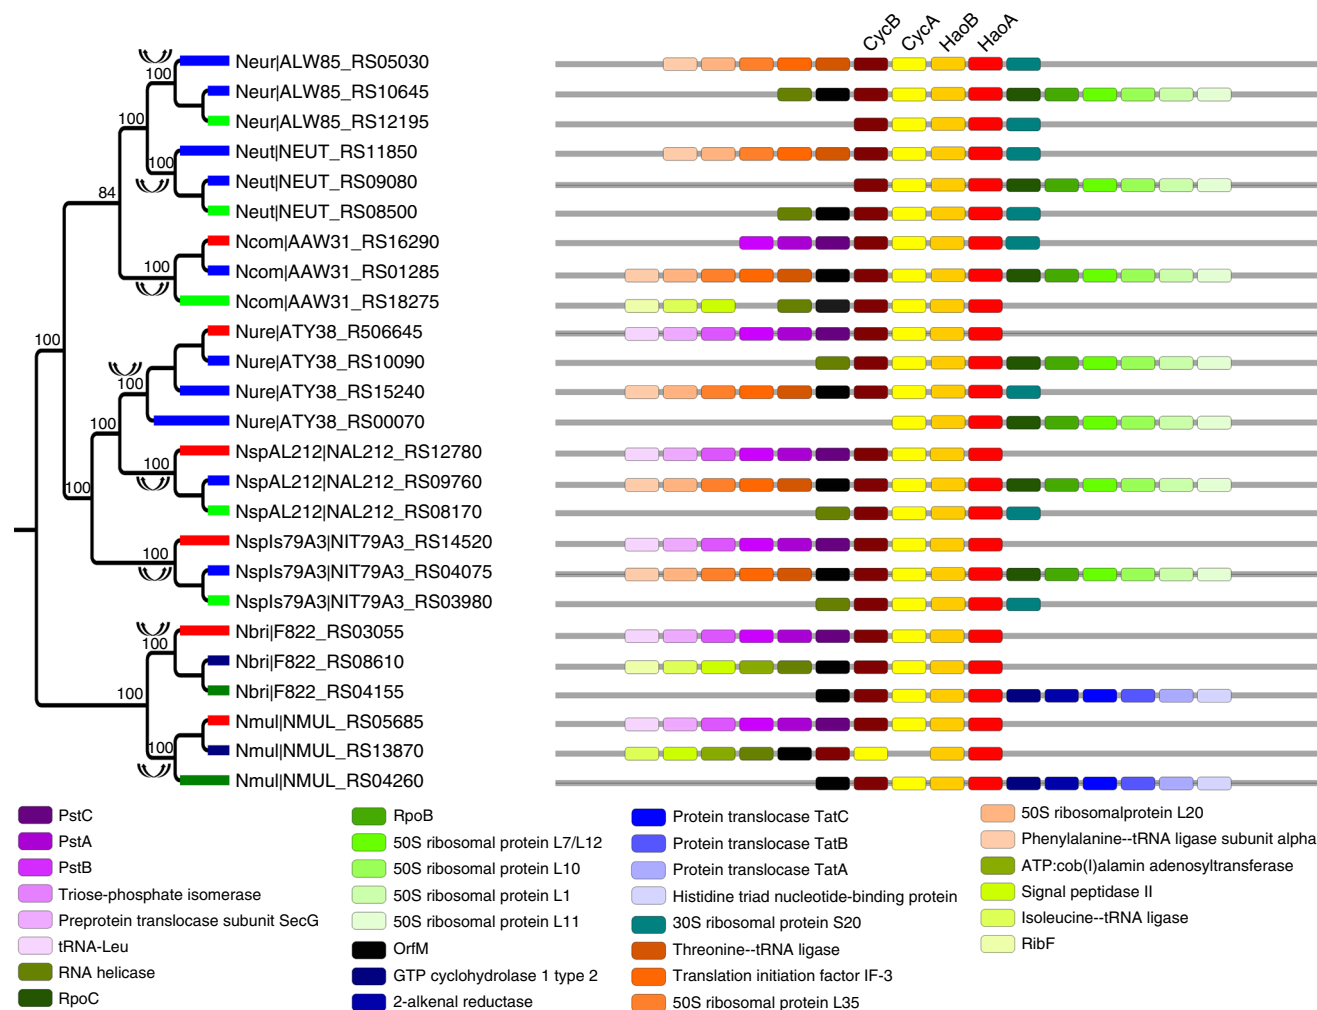 CycB CycA HaoB HaoA
100 Neur|ALW85_RS05030
Neur|ALW85_RS10645
100 Neur|ALW85_RS12195
100 Neut|NEUT_RS11850
84 Neut|NEUT_RS09080
Neut|NEUT_RS08500
Ncom|AAW31_RS16290
100 Ncom|AAW31_RS01285
Ncom|AAW31_RS18275
100 Nure|ATY38_R506645
Nure|ATY38_RS10090
100 Nure|ATY38_RS15240
100 Nure|ATY38_RS00070
NspAL212|NAL212_RS12780
100 NspAL212|NAL212_RS09760
100 NspAL212|NAL212_RS08170
NspIs79A3|NIT79A3_RS14520
100 NspIs79A3|NIT79A3_RS04075
NspIs79A3|NIT79A3_RS03980
Nbri|F822_RS03055
100 Nbri|F822_RS08610
100 Nbri|F822_RS04155
Nmul|NMUL_RS05685
100 Nmul|NMUL_RS13870
Nmul|NMUL_RS04260
PstC
PstA
PstB
Triose-phosphate isomerase
Preprotein translocase subunit SecG
tRNA-Leu
RNA helicase
RpoC
RpoB
50S ribosomal protein L7/L12
50S ribosomal protein L10
50S ribosomal protein L1
50S ribosomal protein L11
OrfM
GTP cyclohydrolase 1 type 2
2-alkenal reductase
Protein translocase TatC
Protein translocase TatB
Protein translocase TatA
Histidine triad nucleotide-binding protein
30S ribosomal protein S20
Threonine--tRNA ligase
Translation initiation factor IF-3
50S ribosomal protein L35
50S ribosomalprotein L20
Phenylalanine--tRNA ligase subunit alpha
ATP:cob(I)alamin adenosyltransferase
Signal peptidase II
Isoleucine--tRNA ligase
RibF